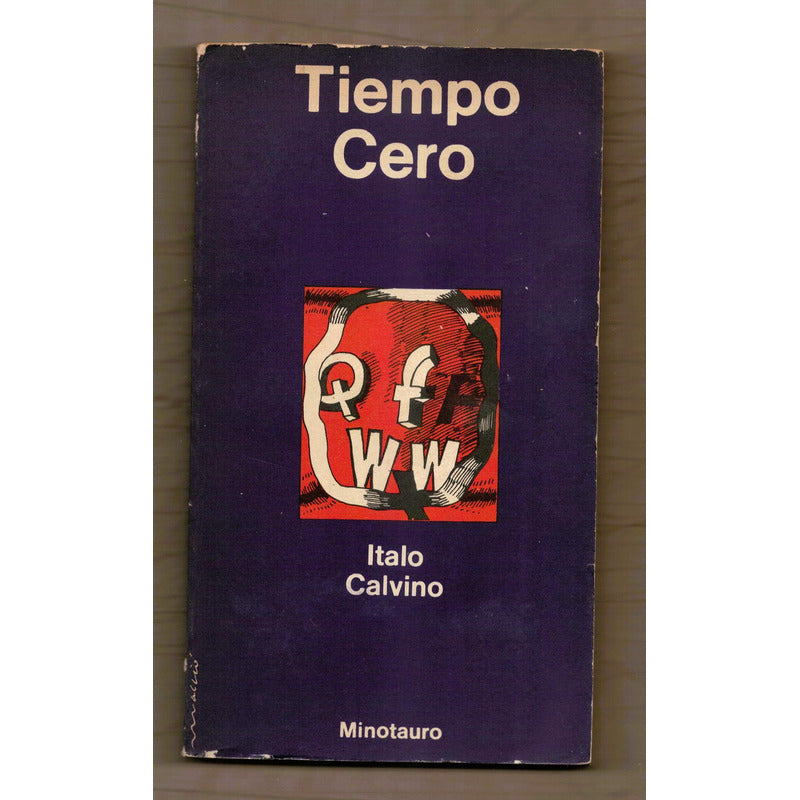 Tiempo
Cero
Q f F
W W
Italo
Calvino
Minotauro